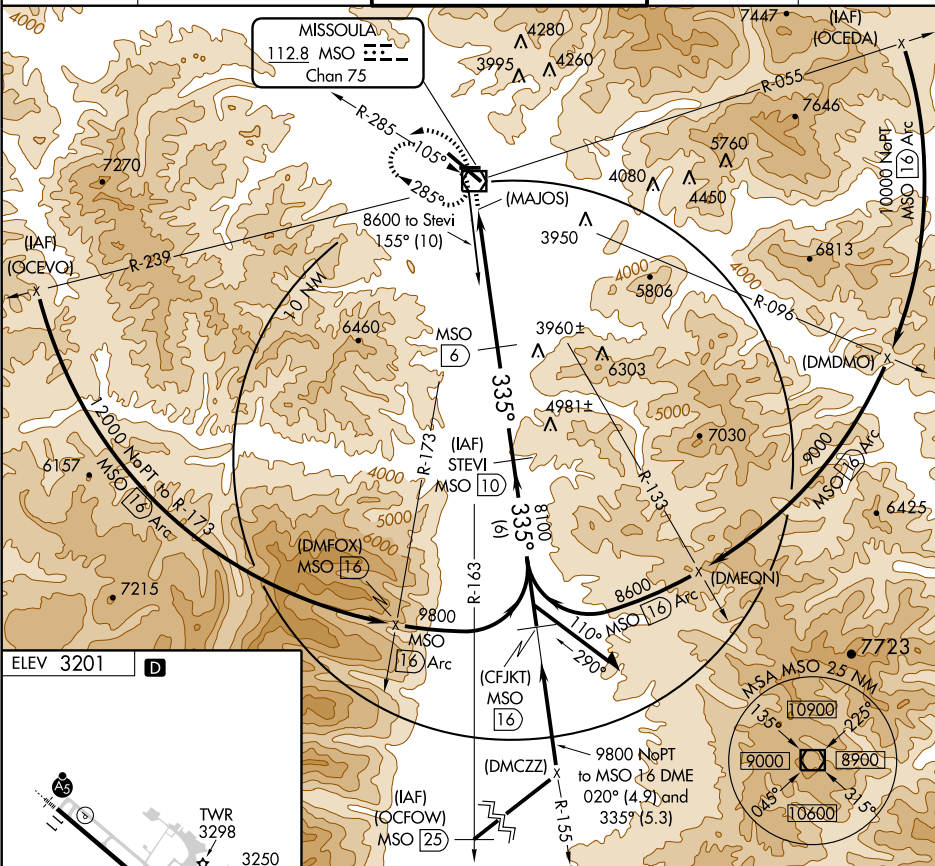 4000
MISSOULA
112.8 MSO
Chan 75
4280
3995
4260
7447
(IAF)
(OCEDA)
R-055
R-285
7646
5760
105°
7270
4080
4450
10000 NoPT
MSO 16 Arc
285°
(MAJOS)
8600 to Stevi
155° (10)
3950
(IAF)
(OCEVO)
R-239
6813
4000
4000
5806
R-096
10 NM
6460
MSO
6
3960±
6303
(DMDMO)
335°
12000 NoPT to R-173
MSO 16 Arc
4981±
5000
7030
9000
MSO 16 Arc
R-173
(IAF)
STEVI
MSO 10
6157
4000
R-133
6425
5000
6000
335°
8100
(6)
(DMFOX)
MSO 16
R-163
(DMEQN)
7215
8600
9800
MSO
16 Arc
110° MSO 16 Arc
290°
7723
ELEV 3201
D
(CFJKT)
MSO
16
MSA MSO 25 NM
135°
10900
225°
9000
8900
045°
10600
315°
(DMCZZ)
9800 NoPT
to MSO 16 DME
020° (4.9) and
335° (5.3)
R-155
(IAF)
(OCFOW)
MSO 25
A5
P
TWR
3298
3250